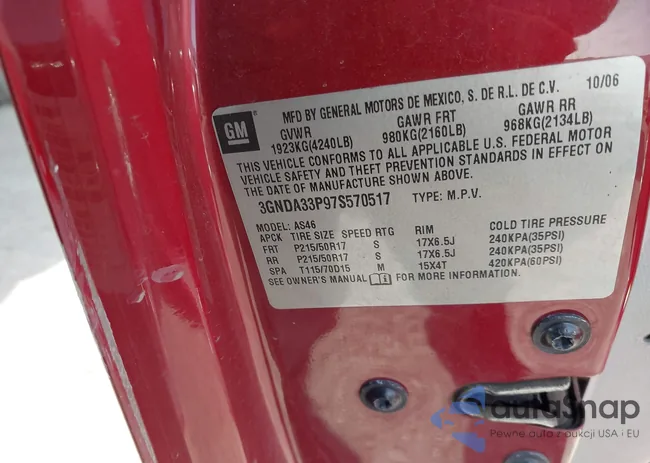 MFD BY GENERAL MOTORS DE MEXICO, S. DE R.L. DE C.V. 10/06
GM
GVWR GAWR FRT GAWR RR
1923KG(4240LB) 980KG(2160LB) 968KG(2134LB)
THIS VEHICLE CONFORMS TO ALL APPLICABLE U.S. FEDERAL MOTOR
VEHICLE SAFETY AND THEFT PREVENTION STANDARDS IN EFFECT ON
THE DATE OF MANUFACTURE SHOWN ABOVE.
3GNDA33P97S570517 TYPE: M.P.V.
MODEL: AS46
APCK TIRE SIZE SPEED RTG RIM COLD TIRE PRESSURE
FRT P215/50R17 S 17X6.5J 240KPA(35PSI)
RR P215/50R17 S 17X6.5J 240KPA(35PSI)
SPA T115/70D15 M 15X4T 420KPA(60PSI)
SEE OWNER'S MANUAL FOR MORE INFORMATION.
aurasnap
Pewne auto z aukcji USA i EU